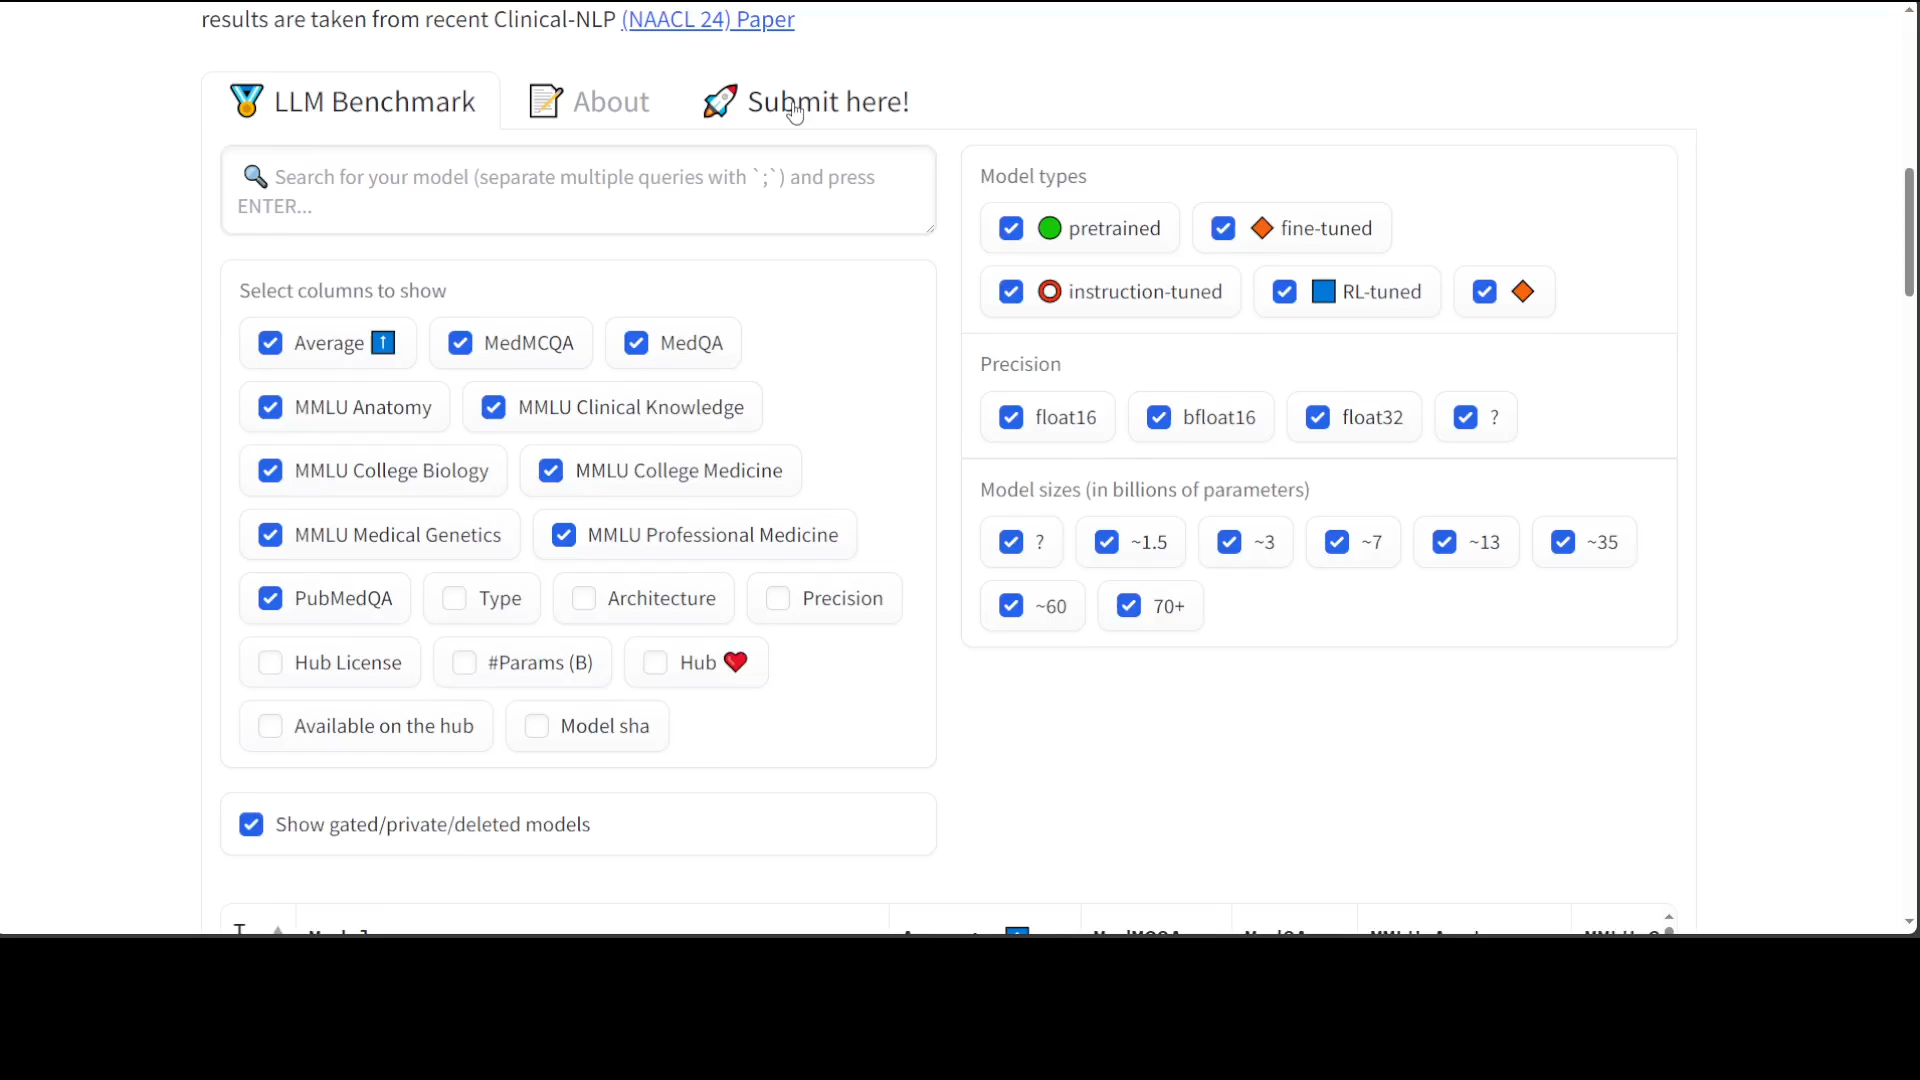 results are taken from recent Clinical-NLP (NAACL 24) Paper
LLM Benchmark About Submit here!
Search for your model (separate multiple queries with `;`) and press
ENTER...
Select columns to show
Average MedMCQA MedQA
MMLU Anatomy MMLU Clinical Knowledge
MMLU College Biology MMLU College Medicine
MMLU Medical Genetics MMLU Professional Medicine
PubMedQA Type Architecture Precision
Hub License #Params (B) Hub
Available on the hub Model sha
Show gated/private/deleted models
Model types
pretrained fine-tuned
instruction-tuned RL-tuned
Precision
float16 bfloat16 float32 ?
Model sizes (in billions of parameters)
? ~1.5 ~3 ~7 ~13 ~35
~60 70+